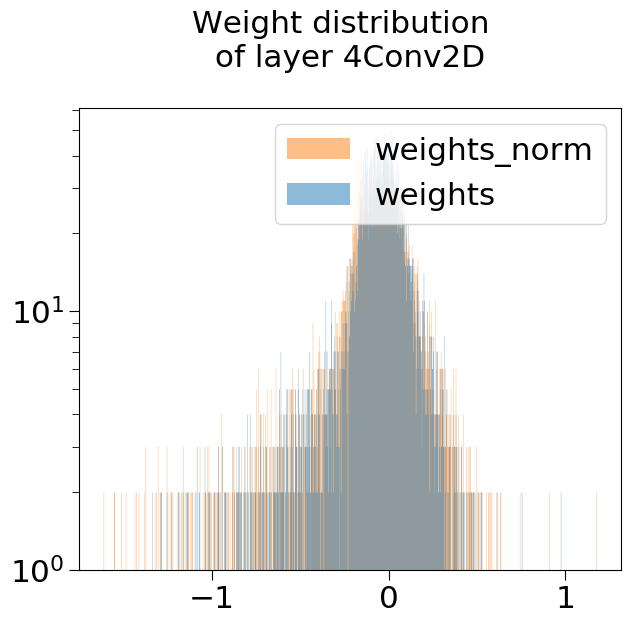 Weight distribution
of layer 4Conv2D
weights_norm
weights
10¹
10⁰
−1 0 1